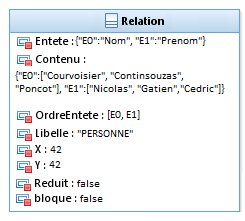 Relation
Entete :{"E0":"Nom", "E1":"Prenom"}
Contenu :
{"E0":["Courvoisier", "Continsouzas",
"Poncot"], "E1":["Nicolas", "Gatien","Cedric"]}
OrdreEntete : [E0, E1]
Libelle : "PERSONNE"
X : 42
Y : 42
Reduit : false
bloque : false